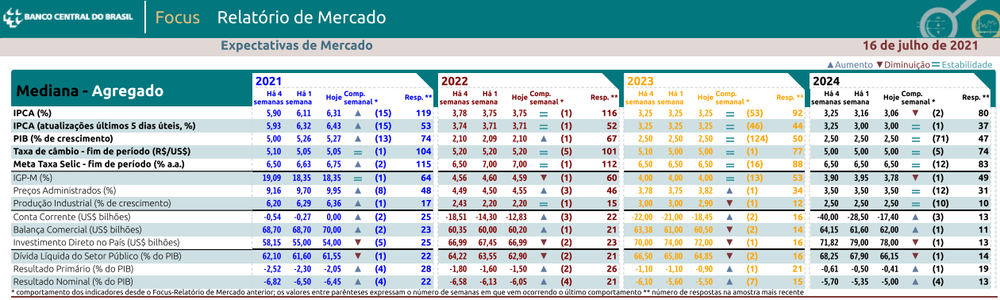 BANCO CENTRAL DO BRASIL Focus Relatório de Mercado
Expectativas de Mercado 16 de julho de 2021
▲Aumento ▼Diminuição = Estabilidade
Mediana - Agregado 2021 2022 2023 2024
Há 4 semanas Há 1 semana Hoje Comp. semanal * Resp. ** Há 4 semanas Há 1 semana Hoje Comp. semanal * Resp. ** Há 4 semanas Há 1 semana Hoje Comp. semanal * Resp. ** Há 4 semanas Há 1 semana Hoje Comp. semanal * Resp. **
IPCA (%) 5,90 6,11 6,31 ▲ (15) 119 3,78 3,75 3,75 = (1) 116 3,25 3,25 3,25 = (53) 92 3,25 3,16 3,06 ▼ (2) 80
IPCA (atualizações últimos 5 dias úteis, %) 5,93 6,32 6,43 ▲ (15) 53 3,74 3,71 3,71 = (1) 52 3,25 3,25 3,25 = (46) 44 3,25 3,00 3,00 = (1) 37
PIB (% de crescimento) 5,00 5,26 5,27 ▲ (13) 74 2,10 2,09 2,10 ▲ (1) 67 2,50 2,50 2,50 = (124) 50 2,50 2,50 2,50 = (71) 47
Taxa de câmbio - fim de período (R$/US$) 5,10 5,05 5,05 = (1) 104 5,20 5,20 5,20 = (5) 101 5,10 5,00 5,00 = (1) 77 5,00 5,00 5,00 = (5) 74
Meta Taxa Selic - fim de período (% a.a.) 6,50 6,63 6,75 ▲ (2) 115 6,50 7,00 7,00 = (1) 112 6,50 6,50 6,50 = (16) 88 6,50 6,50 6,50 = (12) 83
IGP-M (%) 19,09 18,35 18,35 = (1) 64 4,56 4,60 4,59 ▼ (1) 60 4,00 4,00 4,00 = (13) 53 3,90 3,95 3,78 ▼ (1) 49
Preços Administrados (%) 9,16 9,70 9,95 ▲ (8) 48 4,49 4,50 4,55 ▲ (3) 46 3,78 3,75 3,82 ▲ (1) 34 3,50 3,50 3,50 = (12) 31
Produção Industrial (% de crescimento) 6,20 6,29 6,36 ▲ (1) 17 2,43 2,20 2,20 = (1) 15 3,00 3,00 2,90 ▼ (1) 12 2,50 2,50 2,50 = (10) 10
Conta Corrente (US$ bilhões) -0,54 -0,27 0,00 ▲ (2) 25 -18,51 -14,30 -12,83 ▲ (3) 22 -22,00 -21,00 -18,45 ▲ (2) 16 -40,00 -28,50 -17,40 ▲ (3) 13
Balança Comercial (US$ bilhões) 68,70 68,70 70,00 ▲ (2) 23 60,35 60,00 60,20 ▲ (1) 21 63,38 61,00 60,50 ▼ (2) 14 64,15 61,60 62,00 ▲ (1) 11
Investimento Direto no País (US$ bilhões) 58,15 55,00 54,00 ▼ (5) 25 66,99 67,45 66,99 ▼ (2) 23 70,00 74,00 72,00 ▼ (1) 16 71,82 79,00 78,00 ▼ (1) 13
Dívida Líquida do Setor Público (% do PIB) 62,10 61,60 61,55 ▼ (1) 22 64,22 63,55 62,90 ▼ (2) 21 66,50 65,80 64,85 ▼ (2) 16 68,25 67,90 66,15 ▼ (1) 14
Resultado Primário (% do PIB) -2,52 -2,30 -2,05 ▲ (4) 28 -1,80 -1,60 -1,50 ▲ (2) 26 -1,10 -1,10 -0,90 ▲ (1) 21 -0,61 -0,50 -0,41 ▲ (1) 19
Resultado Nominal (% do PIB) -6,82 -6,50 -6,45 ▲ (4) 22 -6,58 -6,13 -6,05 ▲ (4) 21 -6,10 -5,60 -5,50 ▲ (7) 15 -5,70 -5,35 -5,00 ▲ (4) 13
* comportamento dos indicadores desde o Focus-Relatório de Mercado anterior; os valores entre parênteses expressam o número de semanas em que vem ocorrendo o último comportamento ** número de respostas na amostra mais recente